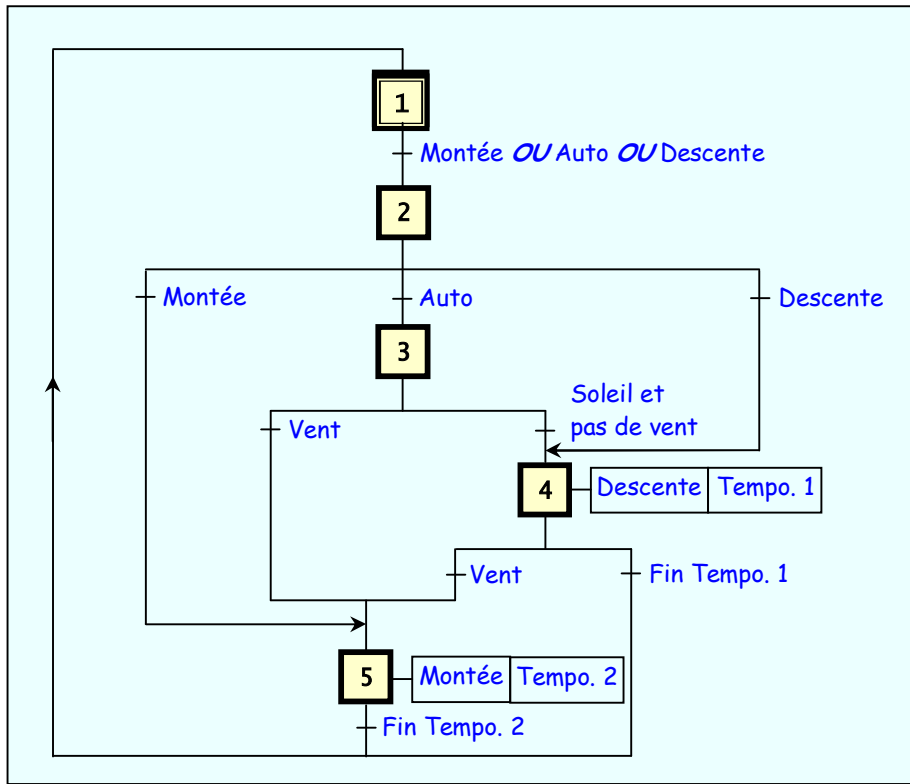 1
Montée OU Auto OU Descente
2
Montée
Auto
Descente
3
Vent
Soleil et
pas de vent
4
Descente
Tempo. 1
Vent
Fin Tempo. 1
5
Montée
Tempo. 2
Fin Tempo. 2